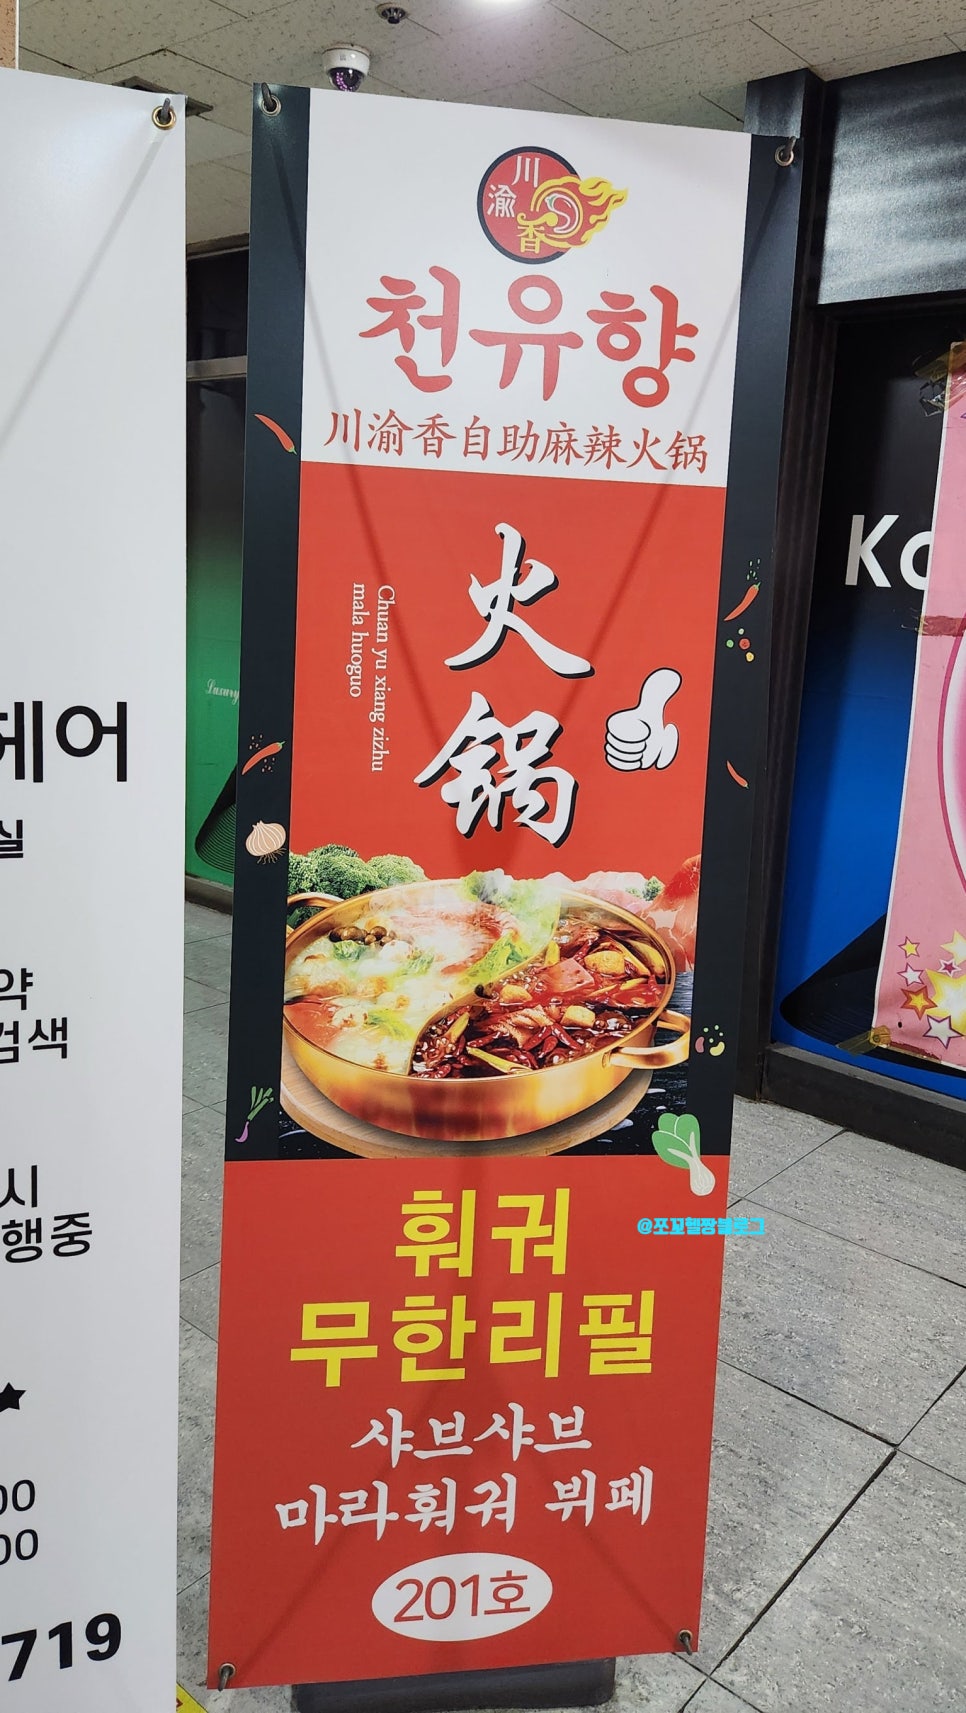 川
渝
香
천유향
川渝香自助麻辣火锅
火
锅
Chuan yu xiang zizhu
mala huoguo
훠궈
무한리필
샤브샤브
마라훠궈 뷔페
201호
@쪼꼬헬짱블로그
헤어
실
약
검색
시
행중
00
00
719
Luxury
Ko